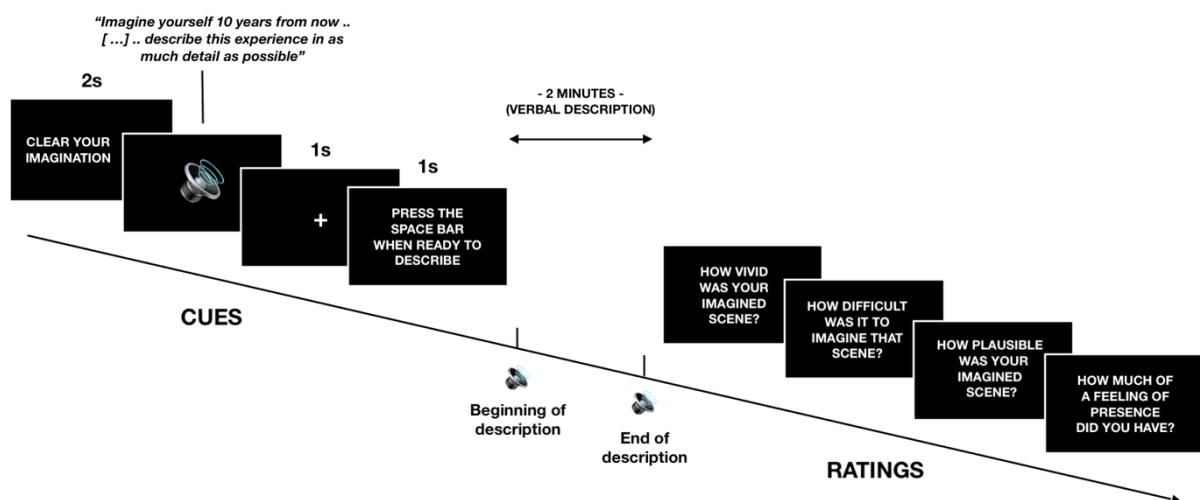 "Imagine yourself 10 years from now ..
[ ...] .. describe this experience in as
much detail as possible"
2s
CLEAR YOUR
IMAGINATION
1s
+
1s
PRESS THE
SPACE BAR
WHEN READY TO
DESCRIBE
- 2 MINUTES -
(VERBAL DESCRIPTION)
CUES
Beginning of
description
End of
description
HOW VIVID
WAS YOUR
IMAGINED
SCENE?
HOW DIFFICULT
WAS IT TO
IMAGINE THAT
SCENE?
HOW PLAUSIBLE
WAS YOUR
IMAGINED
SCENE?
HOW MUCH OF
A FEELING OF
PRESENCE
DID YOU HAVE?
RATINGS